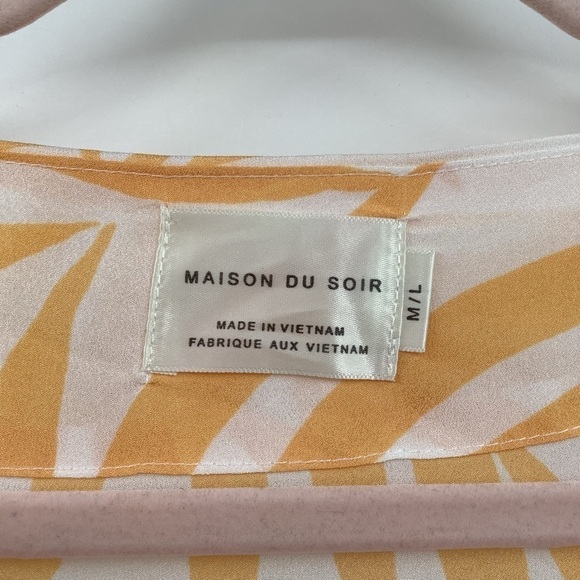 MAISON DU SOIR
MADE IN VIETNAM
FABRIQUE AUX VIETNAM
M/L